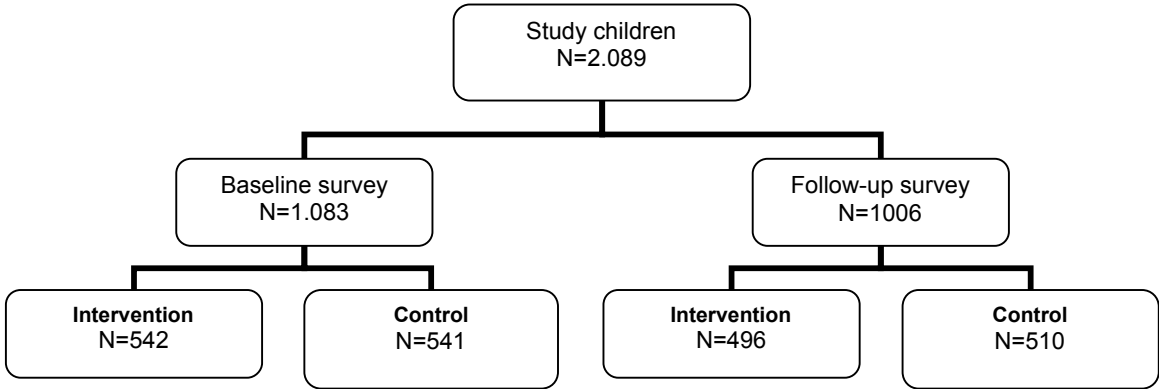 Study children
N=2.089
Baseline survey
N=1.083
Follow-up survey
N=1006
Intervention
N=542
Control
N=541
Intervention
N=496
Control
N=510